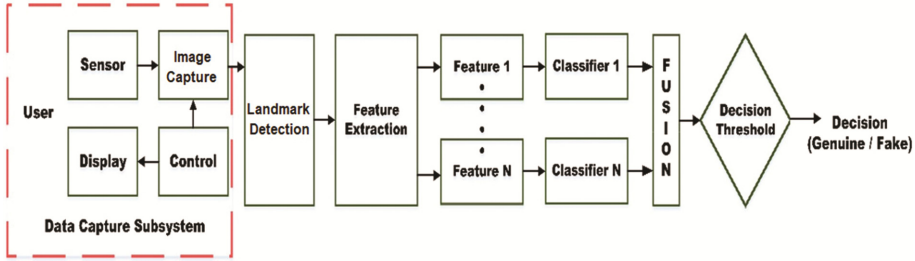 Sensor
Image
Capture
User
Display
Control
Data Capture Subsystem
Landmark
Detection
Feature
Extraction
Feature 1
Feature N
Classifier 1
Classifier N
F
U
S
I
O
N
Decision
Threshold
Decision
(Genuine / Fake)